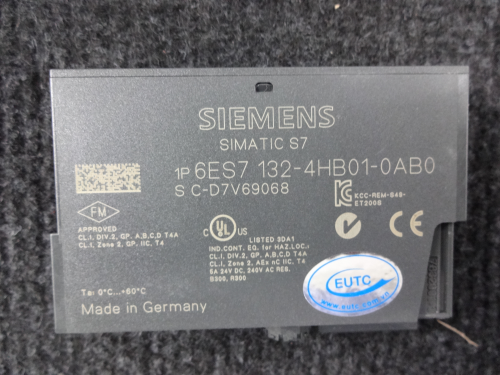 SIEMENS
SIMATIC S7
1P 6ES7 132-4HB01-0AB0
S C-D7V69068
KCC-REM-S49-
ET200S
FM
APPROVED
CL.I, DIV.2, GP. A,B,C,D T4A
CL.I, Zone 2, GP. IIC, T4
C UL US
LISTED 3DA1
IND.CONT. EQ. for HAZ.LOC.
CL.I, DIV.2, GP. A,B,C,D T4A
CL.I, Zone 2, AEx nC IIC, T4
5A 24V DC, 240V AC RES.
B300, R300
Ta: 0°C...+60°C
Made in Germany
EUTC